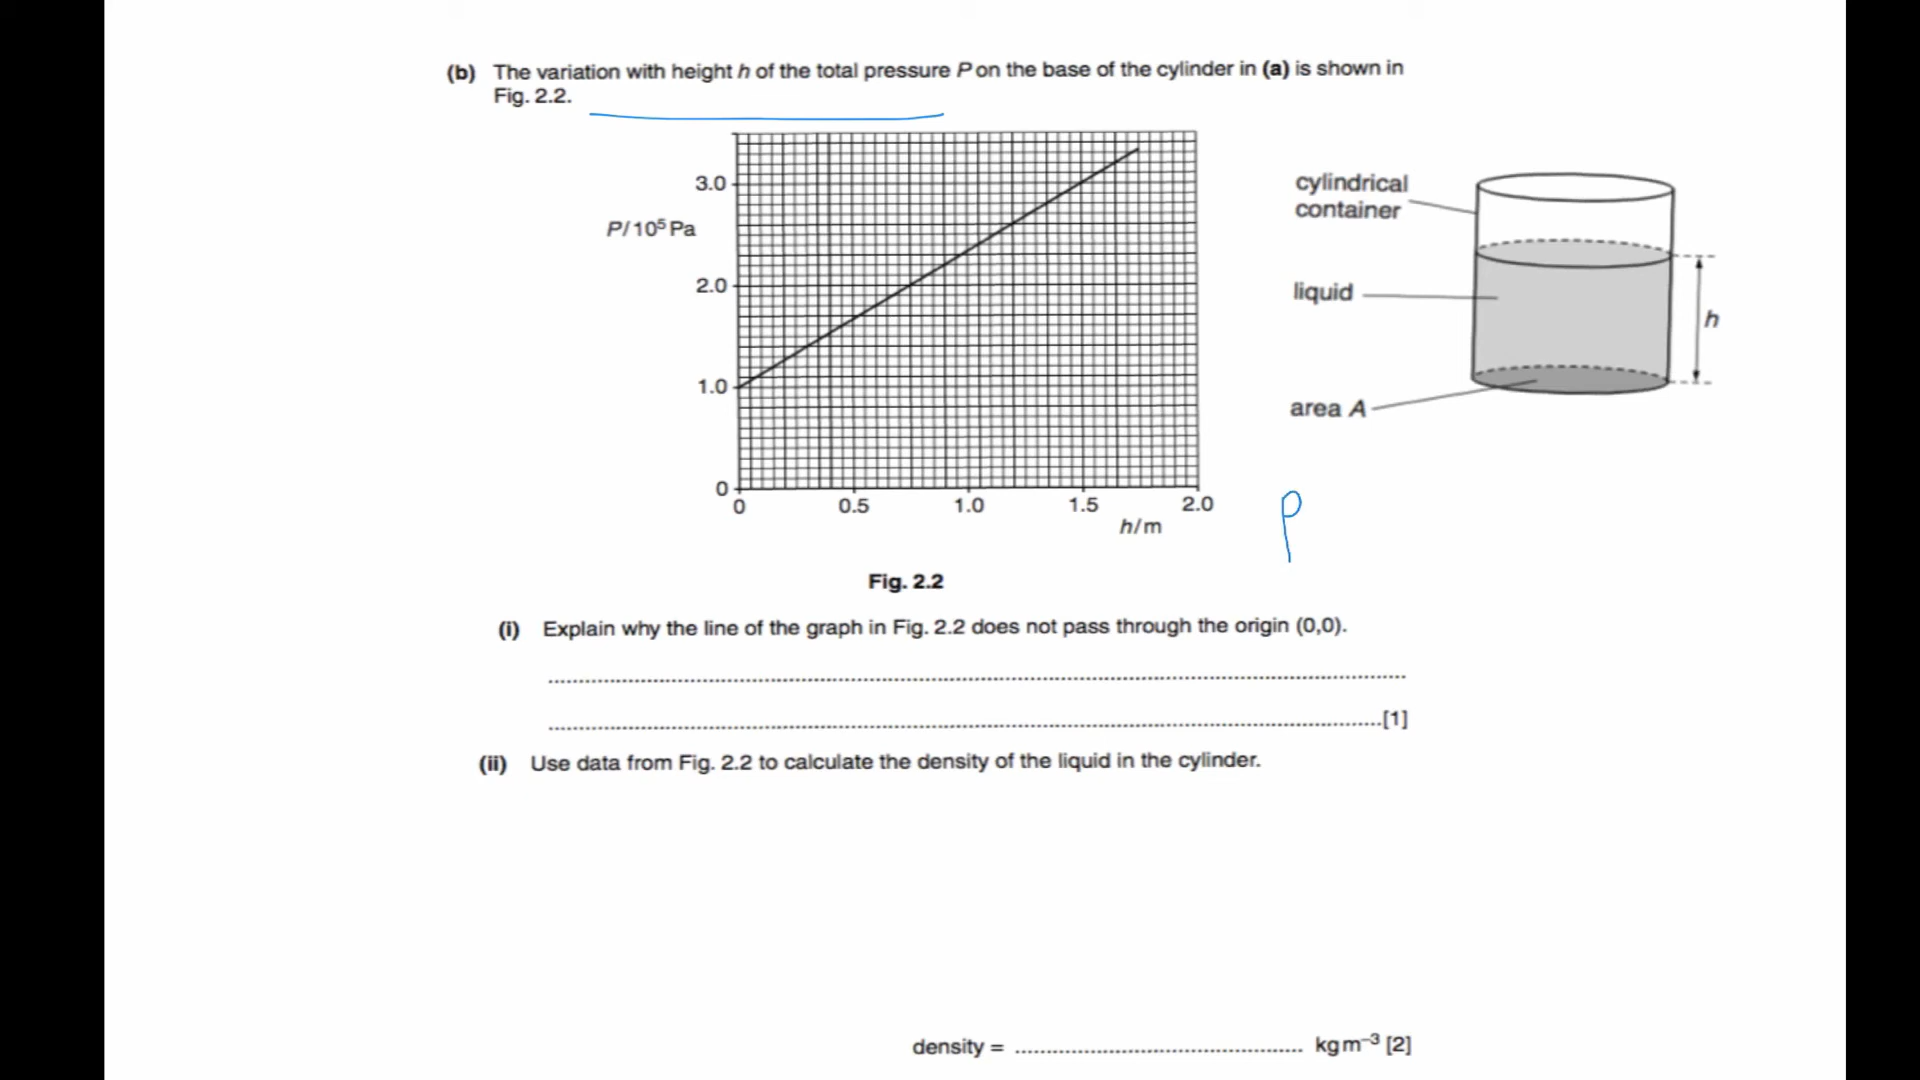 (b) The variation with height h of the total pressure P on the base of the cylinder in (a) is shown in
Fig. 2.2.
3.0
P/10⁵ Pa
2.0
1.0
0
0 0.5 1.0 1.5 2.0
h/m
Fig. 2.2
cylindrical
container
liquid
h
area A
P
(i) Explain why the line of the graph in Fig. 2.2 does not pass through the origin (0,0).
[1]
(ii) Use data from Fig. 2.2 to calculate the density of the liquid in the cylinder.
density = ................................................ kg m⁻³ [2]